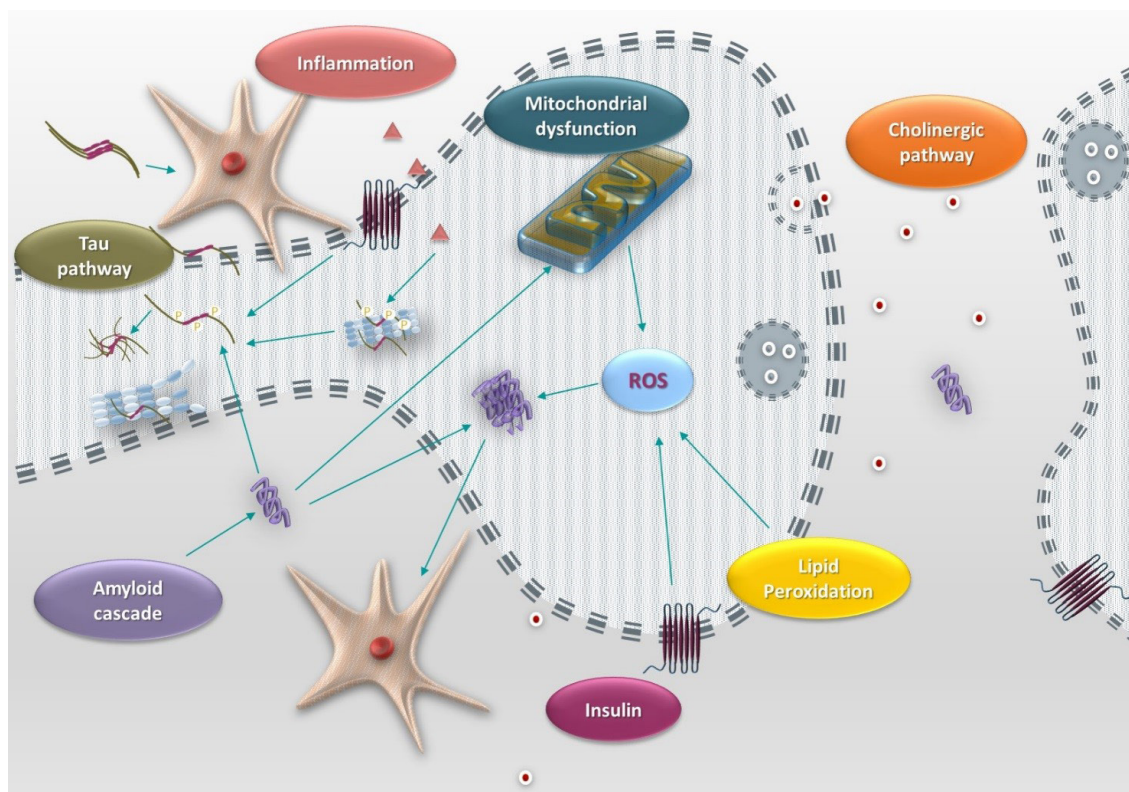 Inflammation
Mitochondrial
dysfunction
Cholinergic
pathway
Tau
pathway
P
P
P
P
P
P
ROS
Amyloid
cascade
Lipid
Peroxidation
Insulin